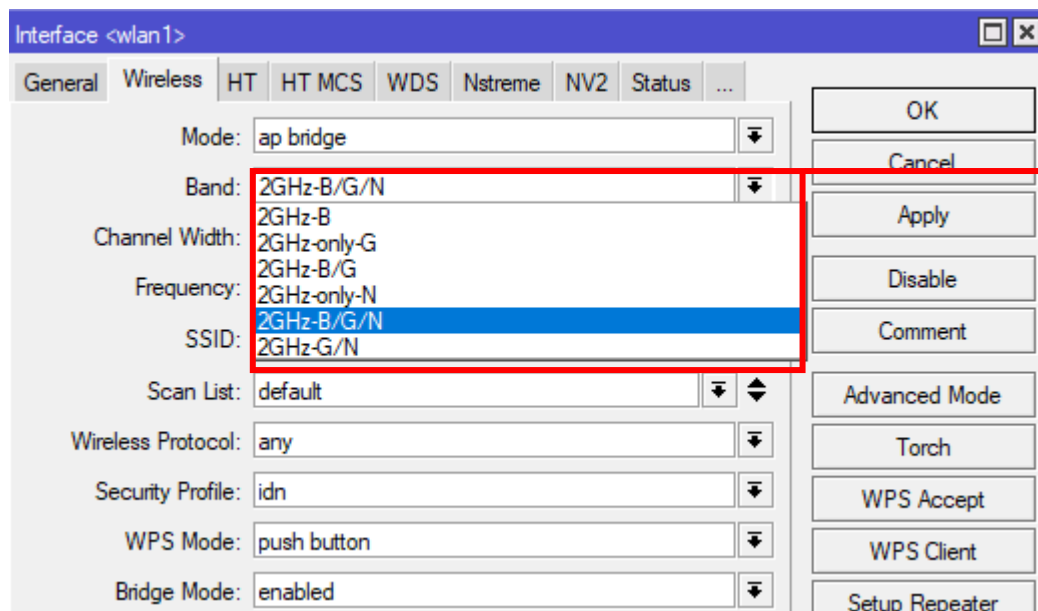 Interface <wlan1>
General Wireless HT HT MCS WDS Nstreme NV2 Status ...
Mode: ap bridge
Band: 2GHz-B/G/N
2GHz-B
2GHz-only-G
2GHz-B/G
2GHz-only-N
2GHz-B/G/N
2GHz-G/N
Channel Width:
Frequency:
SSID:
Scan List: default
Wireless Protocol: any
Security Profile: idn
WPS Mode: push button
Bridge Mode: enabled
OK
Cancel
Apply
Disable
Comment
Advanced Mode
Torch
WPS Accept
WPS Client
Setup Repeater